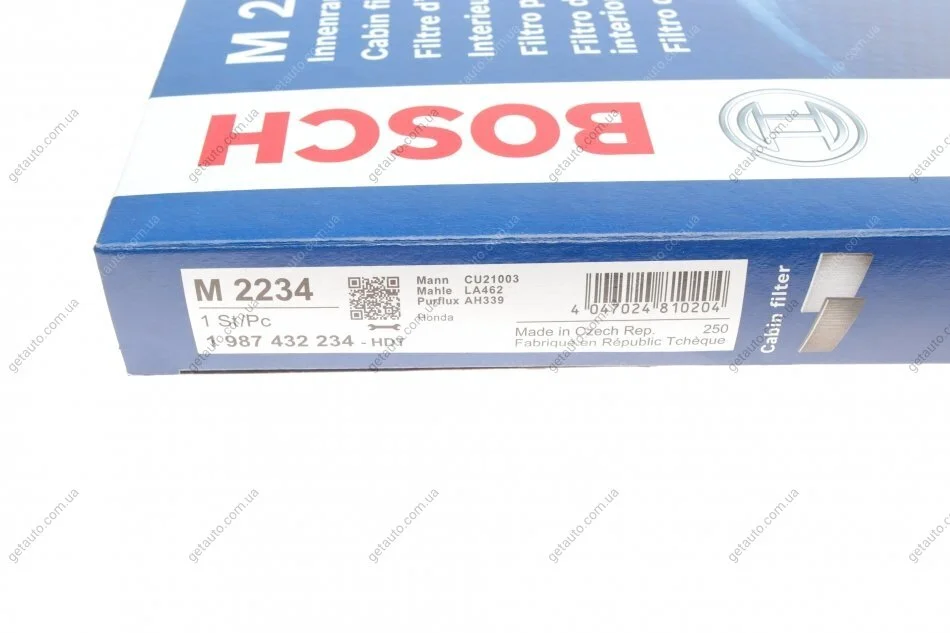 M 2
Innenra
Cabin fi
Filtre d'
Interieu
Filtro p
Filtro d
interio
Filtro
BOSCH
M 2234
1 St/Pc
1 987 432 234 - HDT
Mann CU21003
Mahle LA462
Purflux AH339
Honda
4 047024 810204
Made in Czech Rep. 250
Fabriqué en Républic Tchèque
Cabin filter
getauto.com.ua